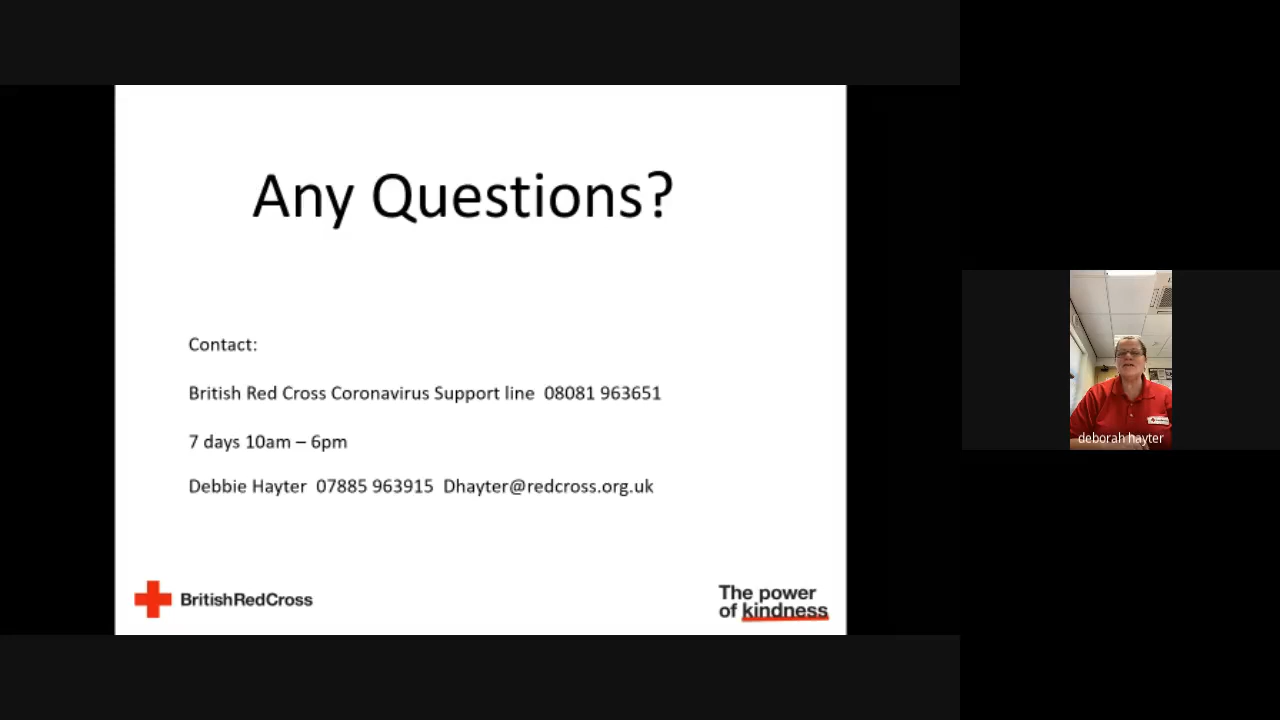 Any Questions?
Contact:
British Red Cross Coronavirus Support line 08081 963651
7 days 10am – 6pm
Debbie Hayter 07885 963915 Dhayter@redcross.org.uk
BritishRedCross
The power
of kindness
deborah hayter